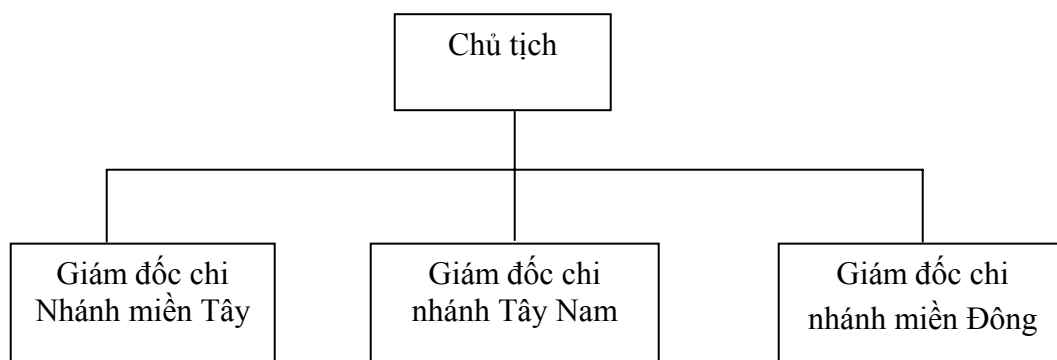 Chủ tịch
Giám đốc chi
Nhánh miền Tây
Giám đốc chi
nhánh Tây Nam
Giám đốc chi
nhánh miền Đông